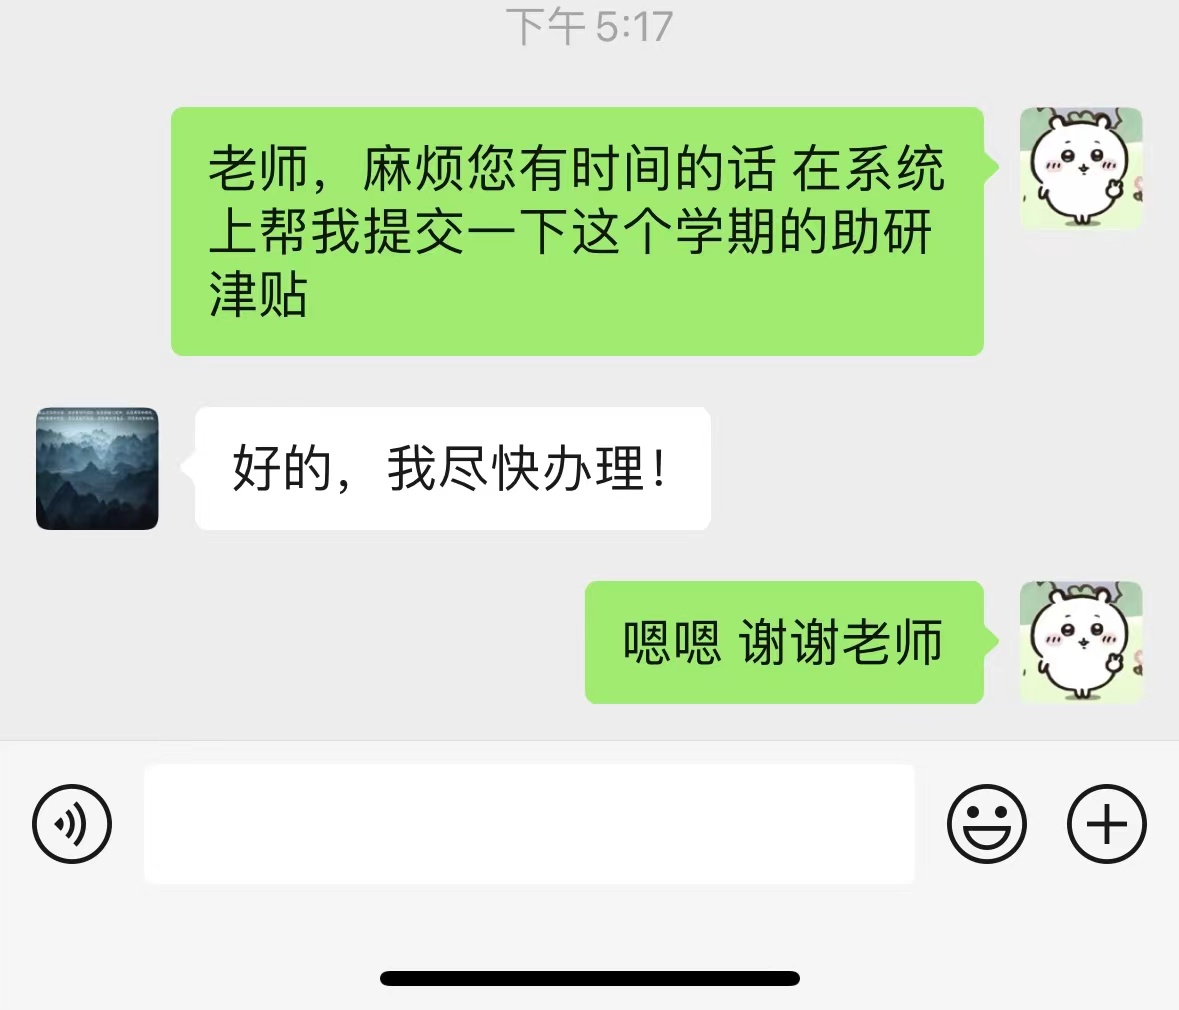 下午 5:17
老师，麻烦您有时间的话 在系统
上帮我提交一下这个学期的助研
津贴
好的，我尽快办理！
嗯嗯 谢谢老师